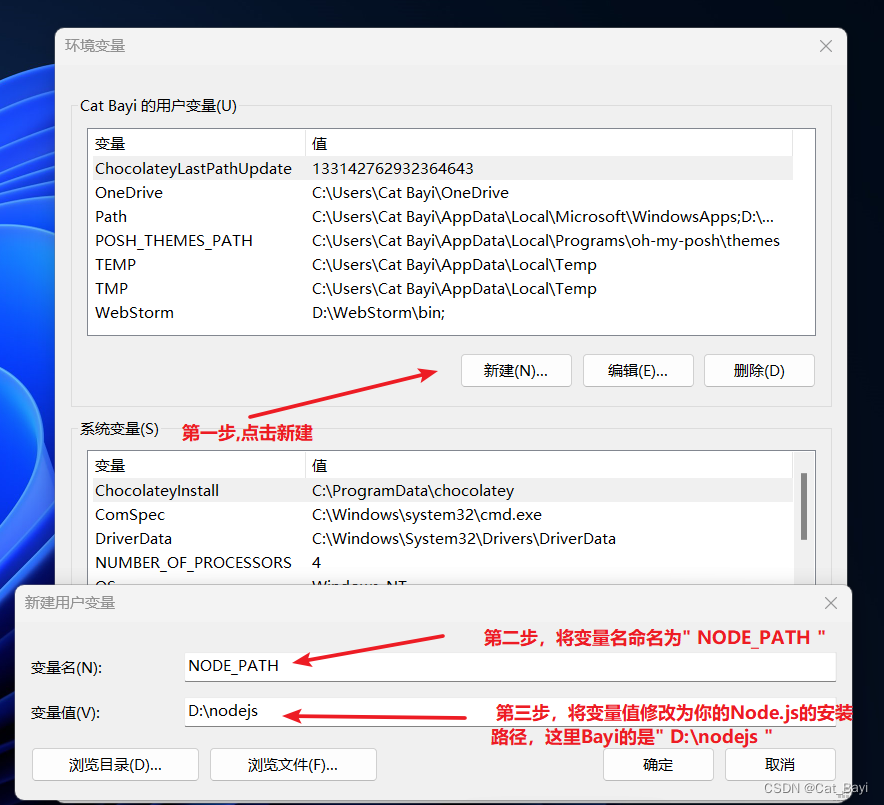 环境变量
Cat Bayi 的用户变量(U)
变量 值
ChocolateyLastPathUpdate 133142762932364643
OneDrive C:\Users\Cat Bayi\OneDrive
Path C:\Users\Cat Bayi\AppData\Local\Microsoft\WindowsApps;D:\...
POSH_THEMES_PATH C:\Users\Cat Bayi\AppData\Local\Programs\oh-my-posh\themes
TEMP C:\Users\Cat Bayi\AppData\Local\Temp
TMP C:\Users\Cat Bayi\AppData\Local\Temp
WebStorm D:\WebStorm\bin;
新建(N)... 编辑(E)... 删除(D)
系统变量(S)
第一步,点击新建
变量 值
ChocolateyInstall C:\ProgramData\chocolatey
ComSpec C:\Windows\system32\cmd.exe
DriverData C:\Windows\System32\Drivers\DriverData
NUMBER_OF_PROCESSORS 4
OS Windows_NT
新建用户变量
第二步，将变量名命名为" NODE_PATH "
变量名(N): NODE_PATH
变量值(V): D:\nodejs
第三步，将变量值修改为你的Node.js的安装
路径，这里Bayi的是" D:\nodejs "
浏览目录(D)... 浏览文件(F)... 确定 取消
CSDN @Cat_Bayi